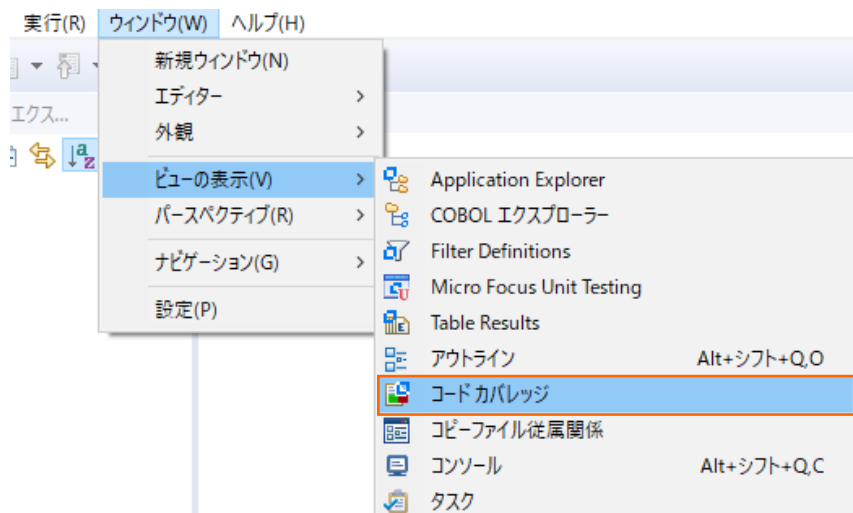 実行(R) ウィンドウ(W) ヘルプ(H)
新規ウィンドウ(N)
エディター
エクス...
外観
ビューの表示(V)
パースペクティブ(R)
ナビゲーション(G)
設定(P)
Application Explorer
COBOL エクスプローラー
Filter Definitions
Micro Focus Unit Testing
Table Results
アウトライン Alt+シフト+Q,O
コード カバレッジ
コピーファイル従属関係
コンソール Alt+シフト+Q,C
タスク